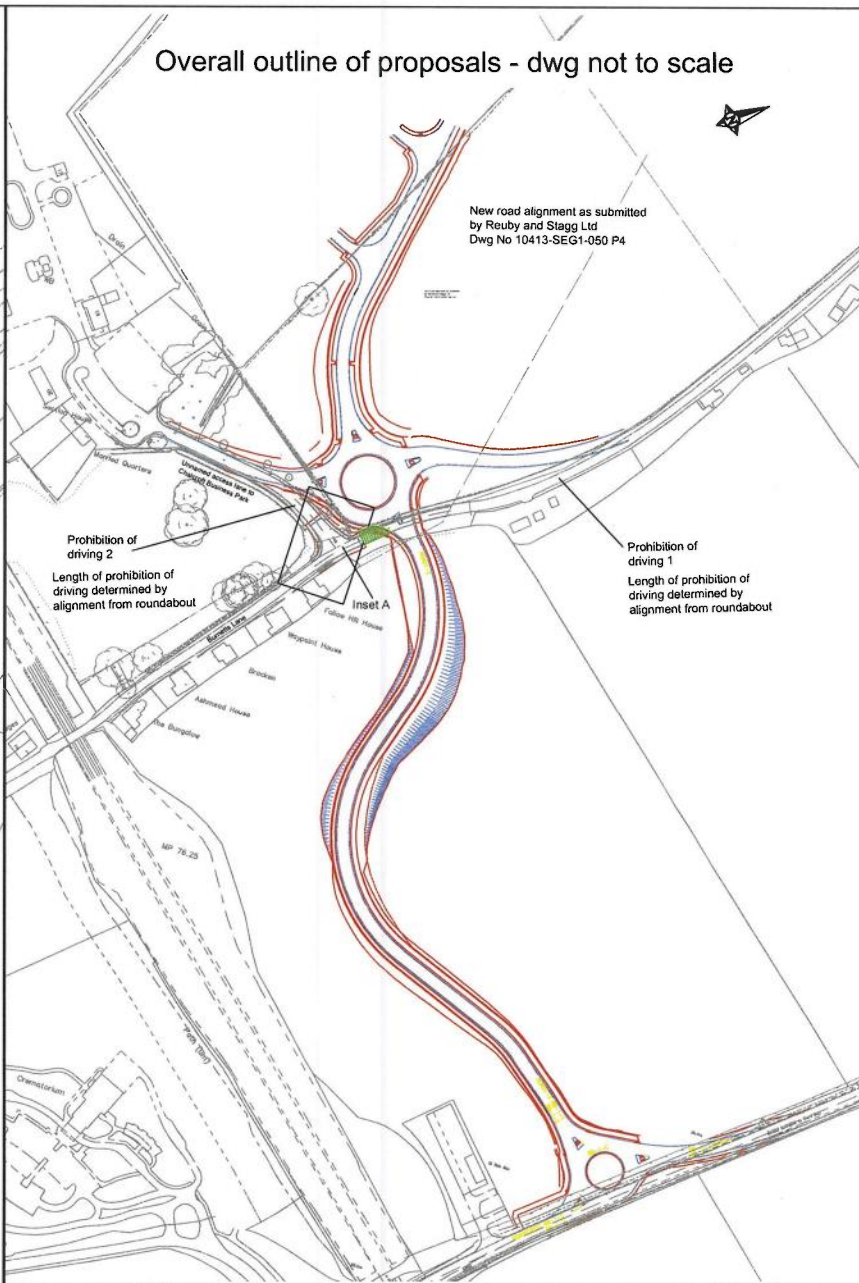 Overall outline of proposals - dwg not to scale
New road alignment as submitted
by Reuby and Stagg Ltd
Dwg No 10413-SEG1-050 P4
Drain
Married Quarters
Unnamed access lane to
Chalcroft Business Park
Prohibition of
driving 2
Length of prohibition of
driving determined by
alignment from roundabout
Prohibition of
driving 1
Length of prohibition of
driving determined by
alignment from roundabout
Inset A
Burnetts Lane
Fallow Hill House
Waypoint House
Bracken
Ashmead House
The Bungalow
MP 76.25
Path (um)
Crematorium